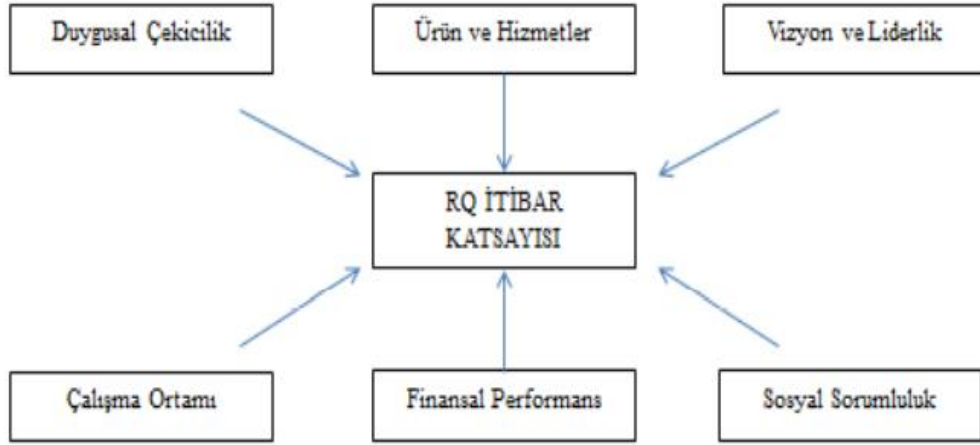 Duygusal Çekicilik
Ürün ve Hizmetler
Vizyon ve Liderlik
RQ İTİBAR
KATSAYISI
Çalışma Ortamı
Finansal Performans
Sosyal Sorumluluk